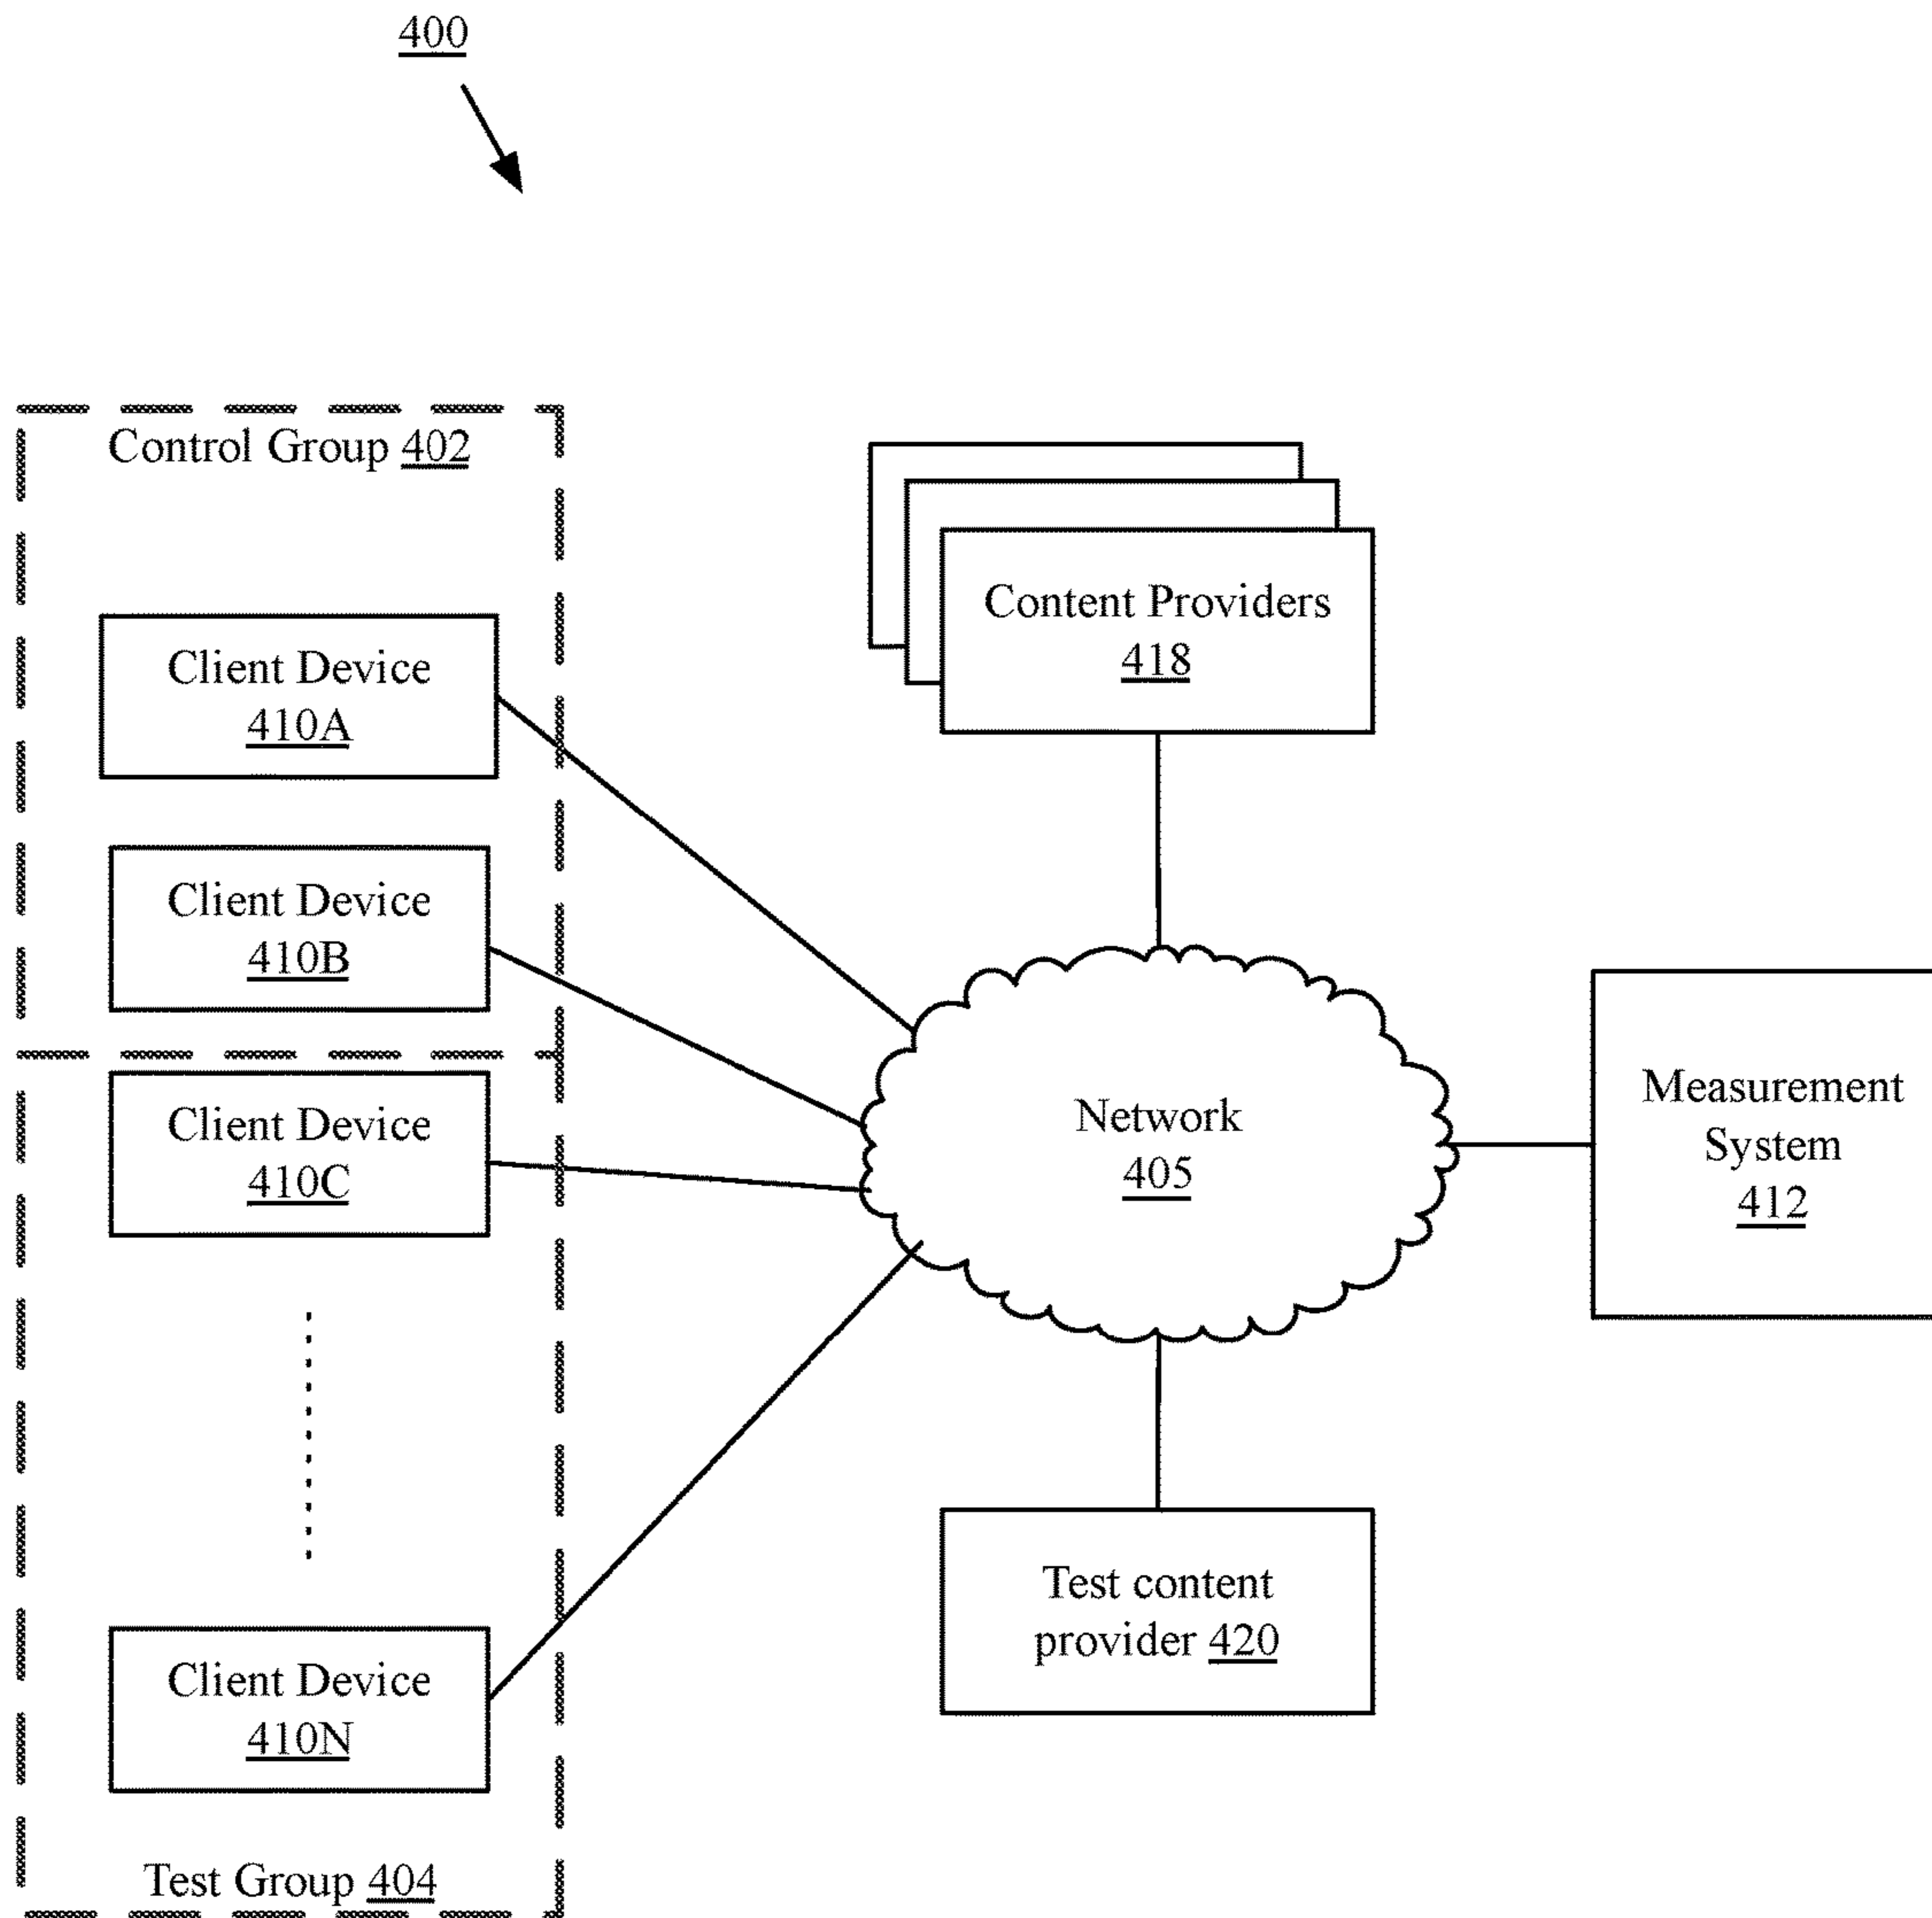 400
Control Group 402
Client Device
410A
Client Device
410B
Client Device
410C
Client Device
410N
Test Group 404
Content Providers
418
Network
405
Test content
provider 420
Measurement
System
412